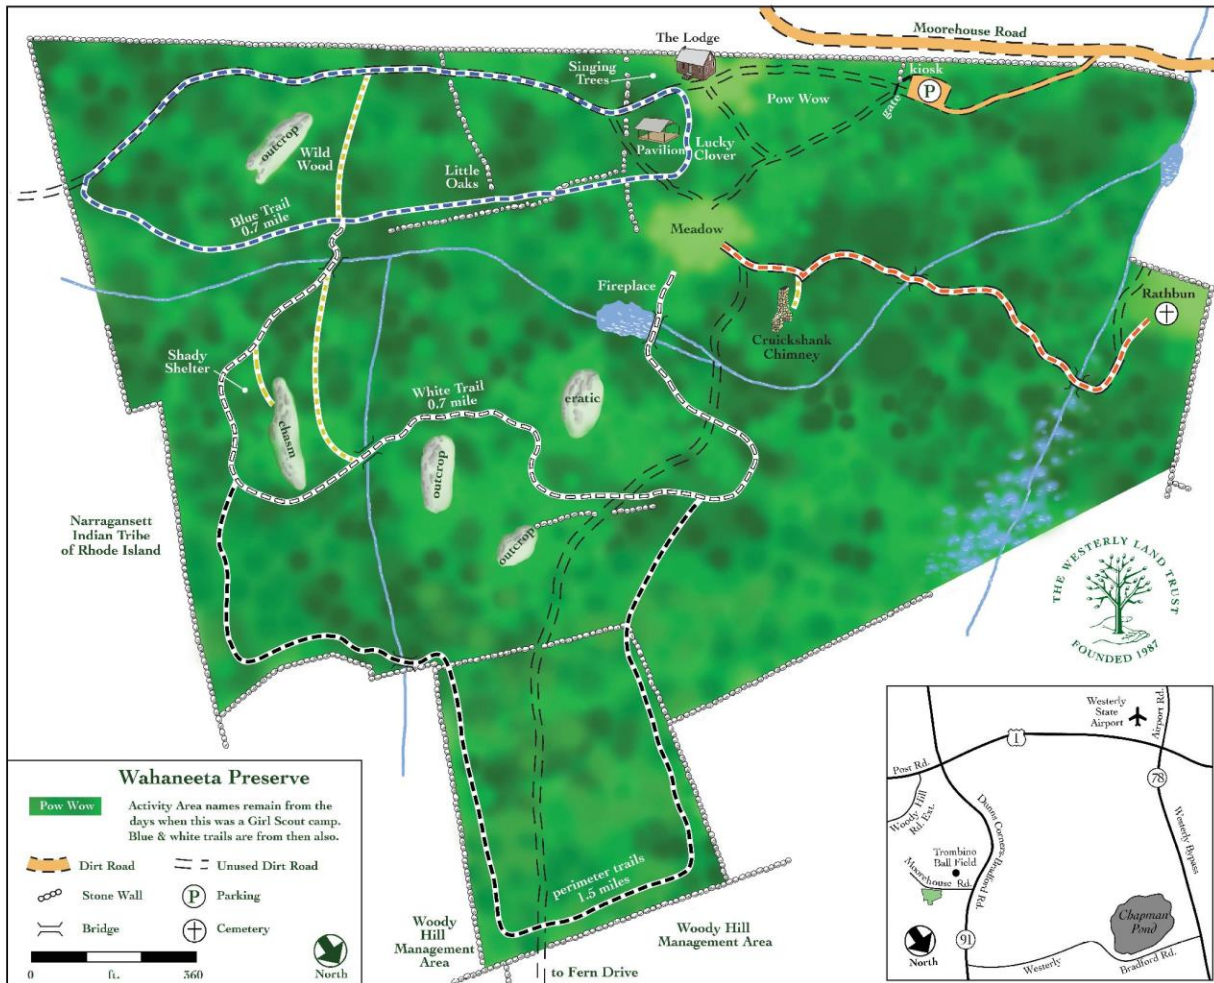 Moorehouse Road
The Lodge
Singing
Trees
kiosk
P
gate
Pow Wow
outcrop
Wild
Wood
Pavilion
Lucky
Clover
Little
Oaks
Blue Trail
0.7 mile
Meadow
Fireplace
Rathbun
Cruickshank
Chimney
Shady
Shelter
White Trail
0.7 mile
eratic
chasm
outcrop
outcrop
Narragansett
Indian Tribe
of Rhode Island
THE WESTERLY LAND TRUST
FOUNDED 1987
perimeter trails
1.5 miles
Woody
Hill
Management
Area
Woody Hill
Management Area
to Fern Drive
Wahaneeta Preserve
Pow Wow
Activity Area names remain from the
days when this was a Girl Scout camp.
Blue & white trails are from then also.
Dirt Road
Unused Dirt Road
Stone Wall
P
Parking
Bridge
Cemetery
0
ft.
360
North
Westerly
State
Airport
Airport Rd.
1
Post Rd.
78
Woody Hill
Rd. Ext.
Dunns Corners-Bradford Rd.
Westerly Bypass
Trombino
Ball Field
Moorehouse Rd.
Chapman
Pond
91
North
Westerly
Bradford Rd.